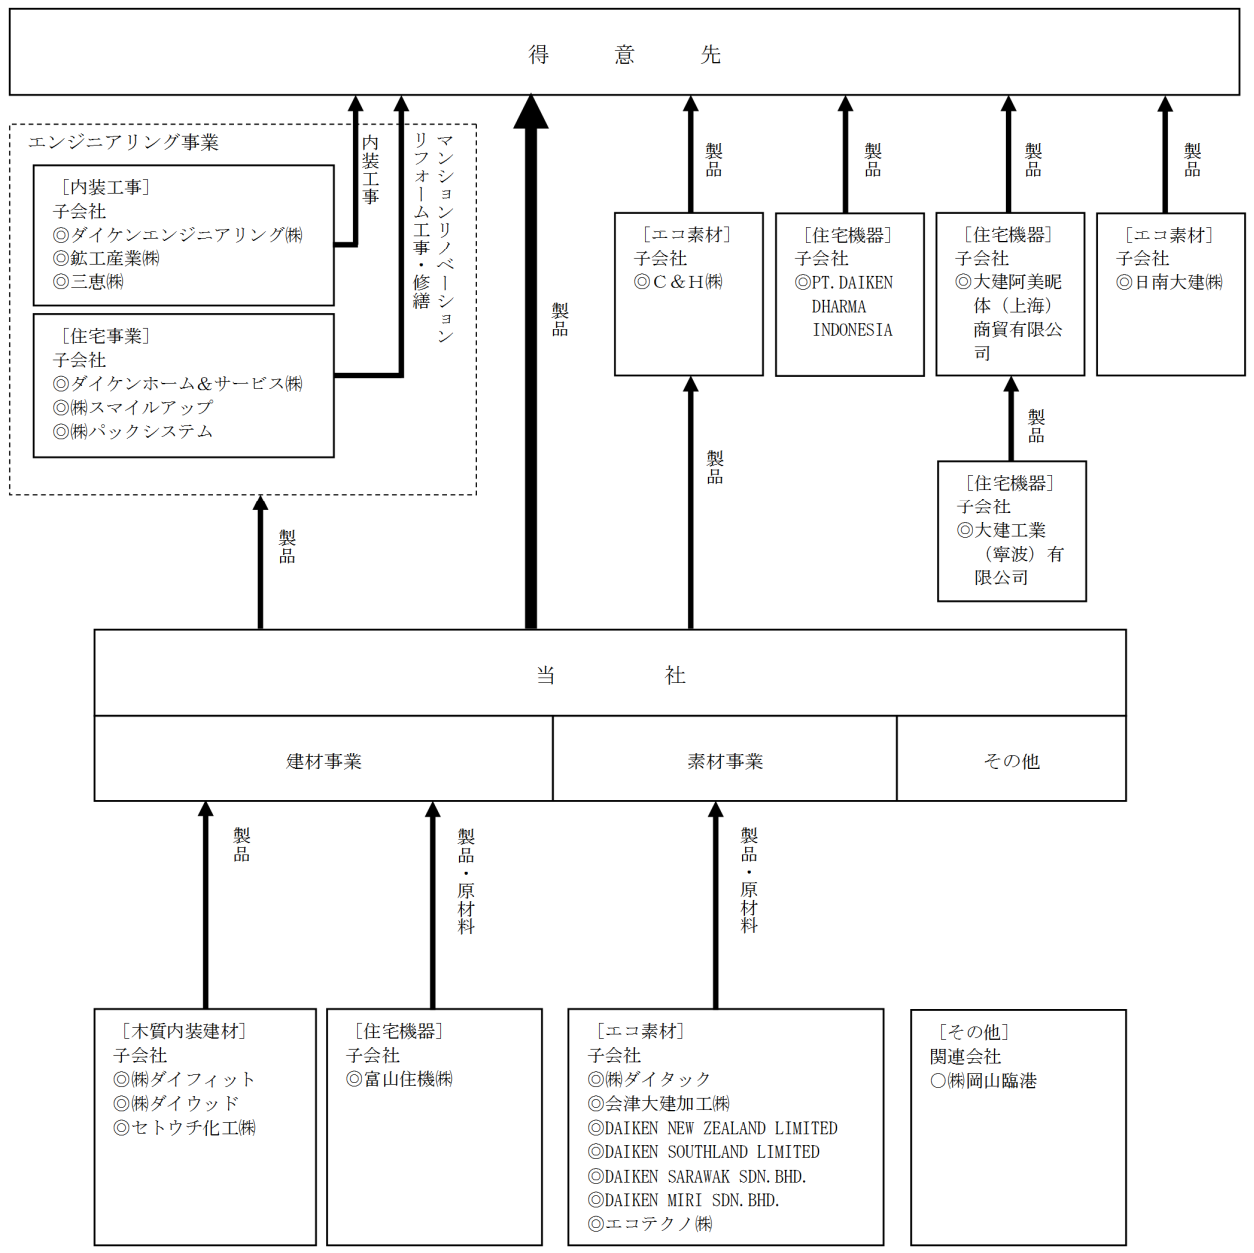 得意先
エンジニアリング事業
［内装工事］
子会社
◎ダイケンエンジニアリング㈱
◎鉱工産業㈱
◎三恵㈱
［住宅事業］
子会社
◎ダイケンホーム＆サービス㈱
◎㈱スマイルアップ
◎㈱パックシステム
内装工事
マンションリノベーション
リフォーム工事・修繕
製品
製品
［エコ素材］
子会社
◎Ｃ＆Ｈ㈱
製品
［住宅機器］
子会社
◎PT.DAIKEN
DHARMA
INDONESIA
製品
［住宅機器］
子会社
◎大建阿美昵
体（上海）
商貿有限公
司
製品
［エコ素材］
子会社
◎日南大建㈱
製品
製品
製品
［住宅機器］
子会社
◎大建工業
（寧波）有
限公司
製品
当社
建材事業
素材事業
その他
製品
製品・原材料
製品・原材料
［木質内装建材］
子会社
◎㈱ダイフィット
◎㈱ダイウッド
◎セトウチ化工㈱
［住宅機器］
子会社
◎富山住機㈱
［エコ素材］
子会社
◎㈱ダイタック
◎会津大建加工㈱
◎DAIKEN NEW ZEALAND LIMITED
◎DAIKEN SOUTHLAND LIMITED
◎DAIKEN SARAWAK SDN.BHD.
◎DAIKEN MIRI SDN.BHD.
◎エコテクノ㈱
［その他］
関連会社
○㈱岡山臨港